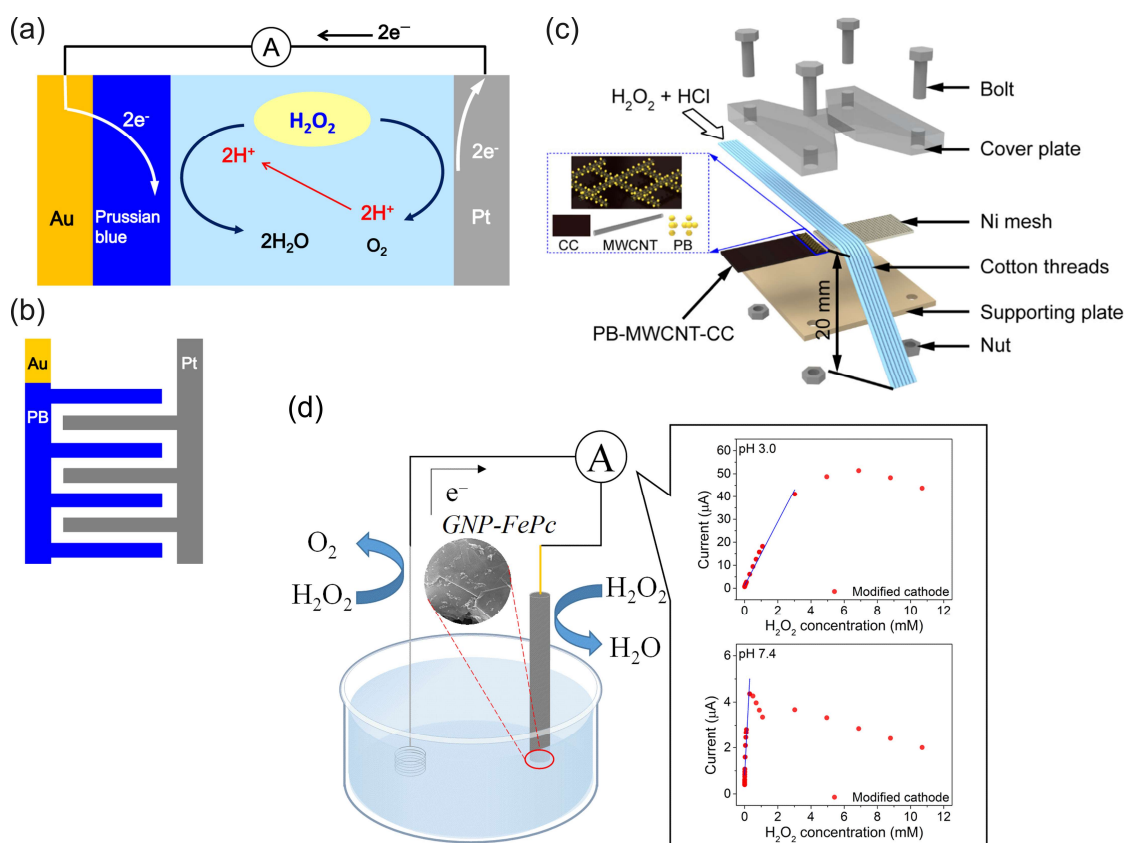 (a)
2e⁻
A
2e⁻
H₂O₂
2H⁺
2e⁻
2H⁺
Au
Prussian
blue
2H₂O
O₂
Pt
(b)
Au
Pt
PB
(c)
H₂O₂ + HCl
Bolt
Cover plate
CC
MWCNT
PB
Ni mesh
Cotton threads
Supporting plate
PB-MWCNT-CC
20 mm
Nut
(d)
A
e⁻
GNP-FePc
O₂
H₂O₂
H₂O₂
H₂O
pH 3.0
60
50
40
30
20
10
0
Current (μA)
Modified cathode
0 2 4 6 8 10 12
H₂O₂ concentration (mM)
pH 7.4
6
4
2
0
Current (μA)
Modified cathode
0 2 4 6 8 10 12
H₂O₂ concentration (mM)